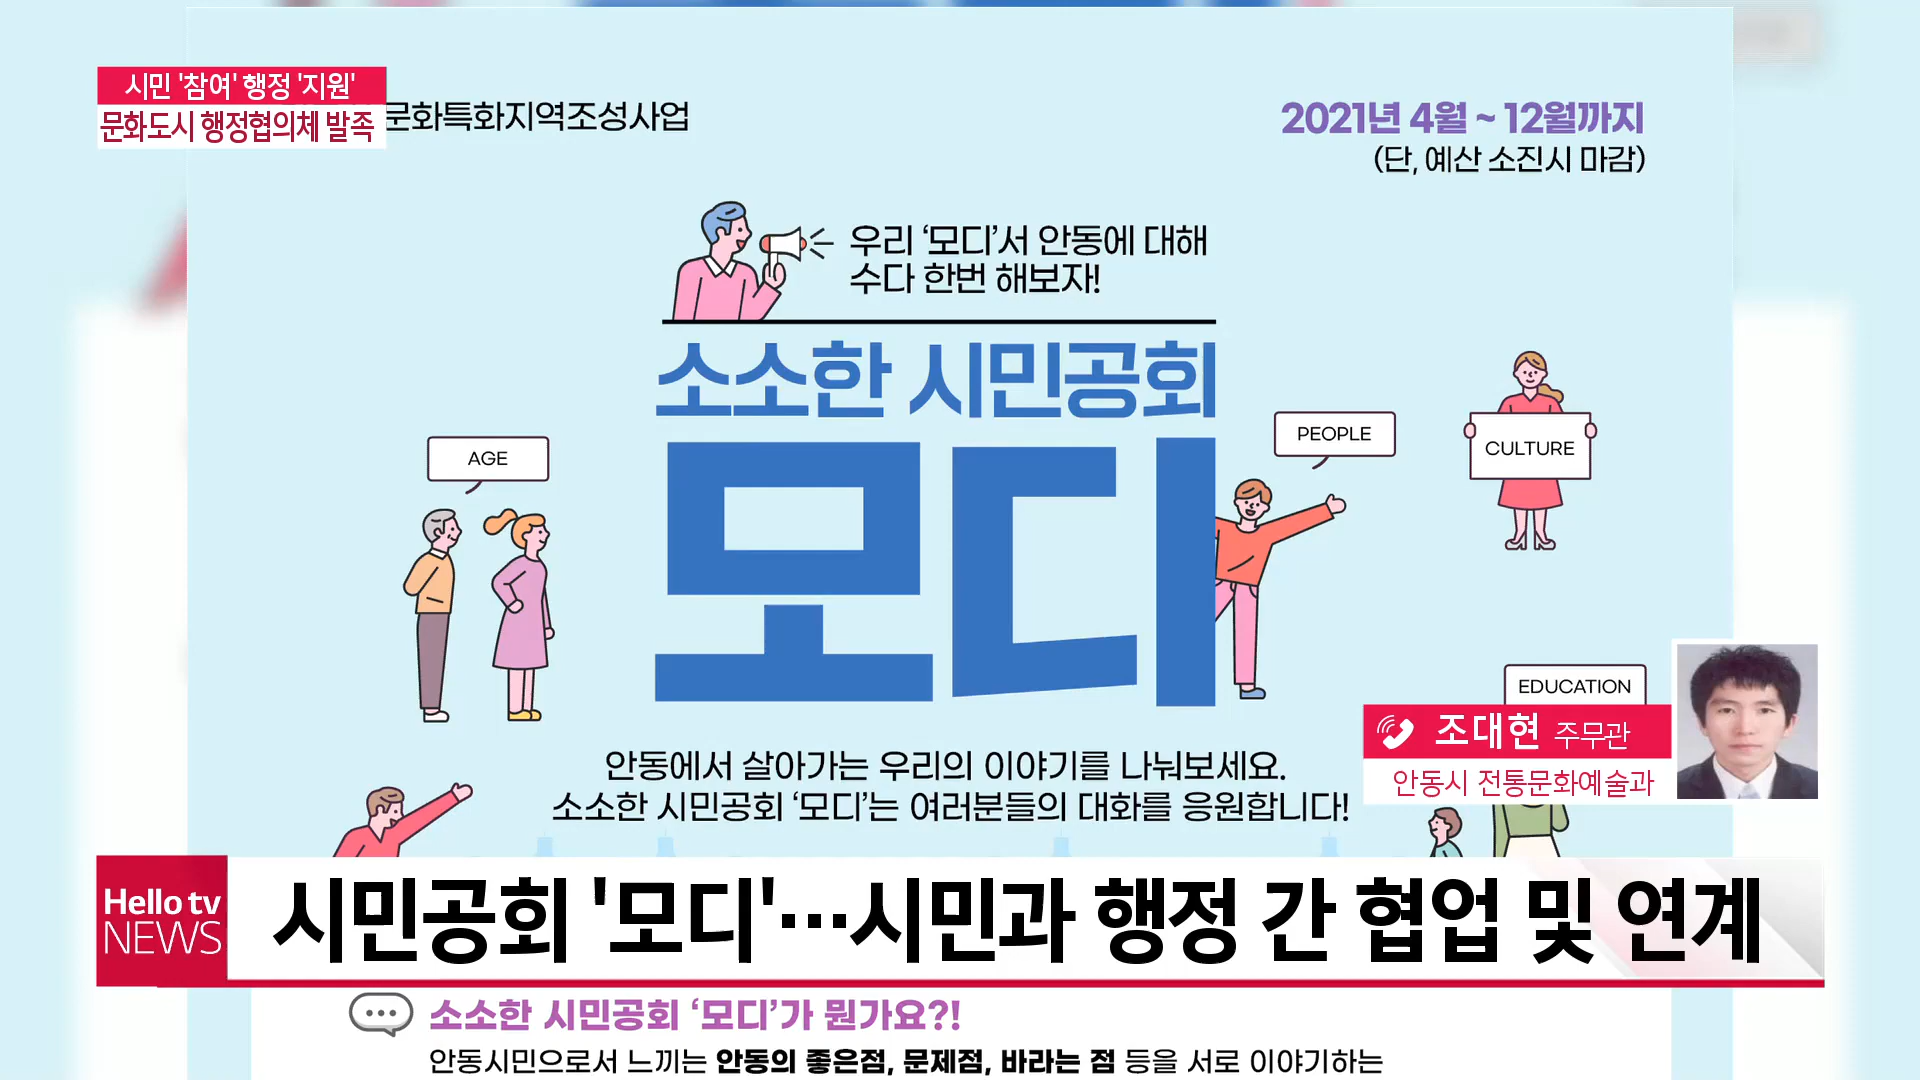 시민 '참여' 행정 '지원'
문화도시 행정협의체 발족
문화특화지역조성사업
2021년 4월 ~ 12월까지
(단, 예산 소진시 마감)
우리 ‘모디’서 안동에 대해
수다 한번 해보자!
소소한 시민공회
모디
AGE
PEOPLE
CULTURE
EDUCATION
안동에서 살아가는 우리의 이야기를 나눠보세요.
소소한 시민공회 ‘모디’는 여러분들의 대화를 응원합니다!
조대현 주무관
안동시 전통문화예술과
Hello tv
NEWS
시민공회 '모디'…시민과 행정 간 협업 및 연계
소소한 시민공회 ‘모디’가 뭔가요?!
안동시민으로서 느끼는 안동의 좋은점, 문제점, 바라는 점 등을 서로 이야기하는